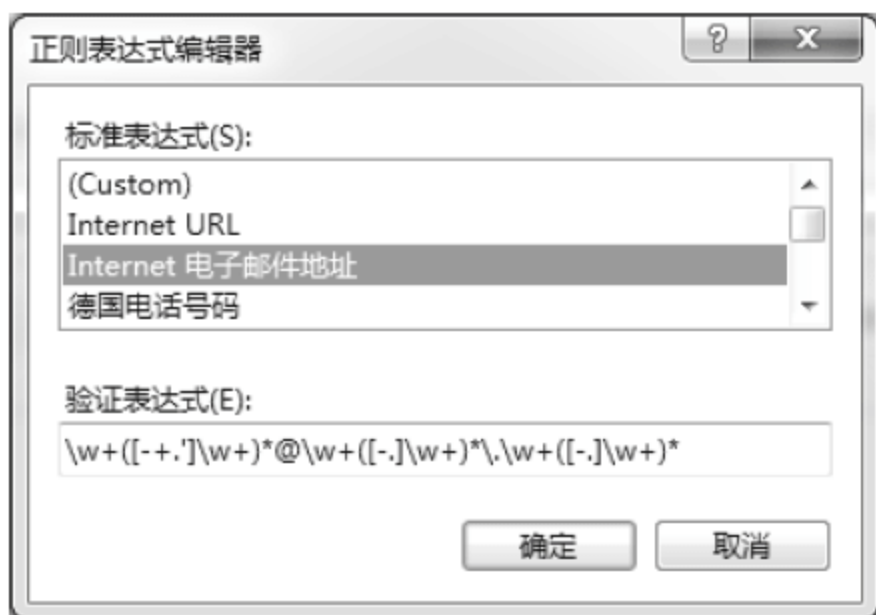 正则表达式编辑器
标准表达式(S):
(Custom)
Internet URL
Internet 电子邮件地址
德国电话号码
验证表达式(E):
\w+([-+.']\w+)*@\w+([-.]\w+)*\.\w+([-.]\w+)*
确定 取消